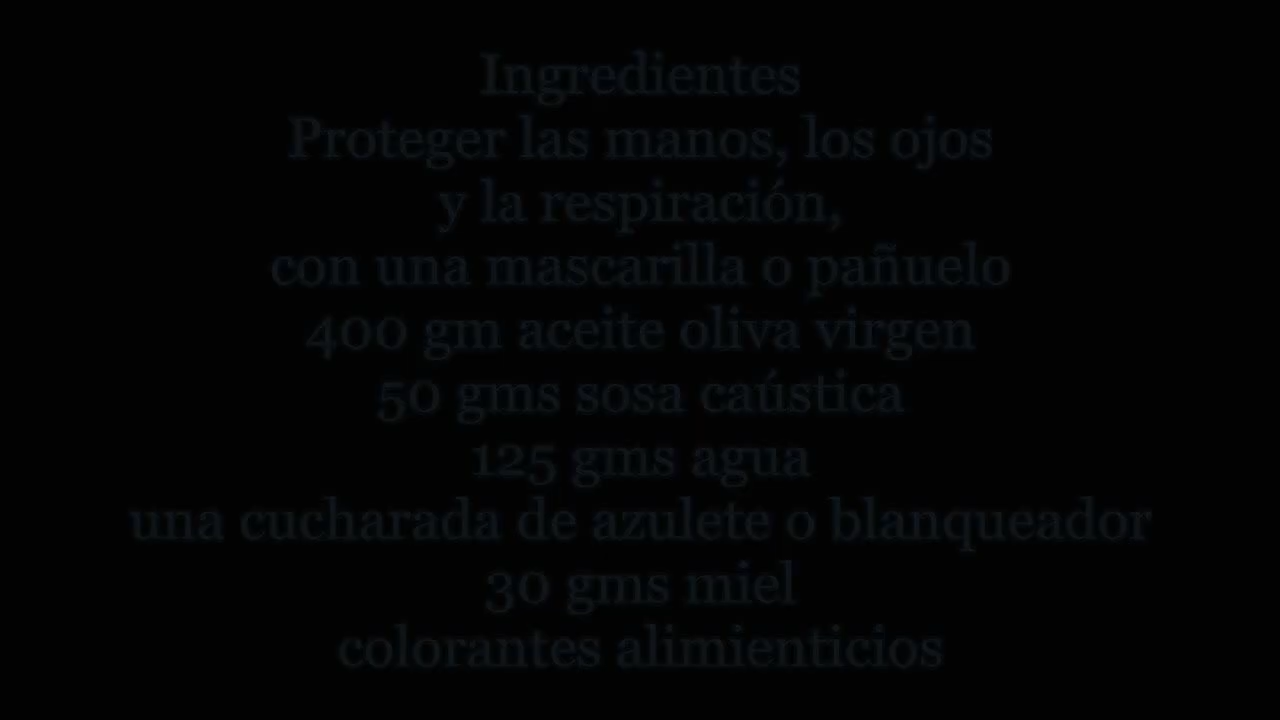 Ingredientes
Proteger las manos, los ojos
y la respiración,
con una mascarilla o pañuelo
400 gm aceite oliva virgen
50 gms sosa caústica
125 gms agua
una cucharada de azulete o blanqueador
30 gms miel
colorantes alimienticios